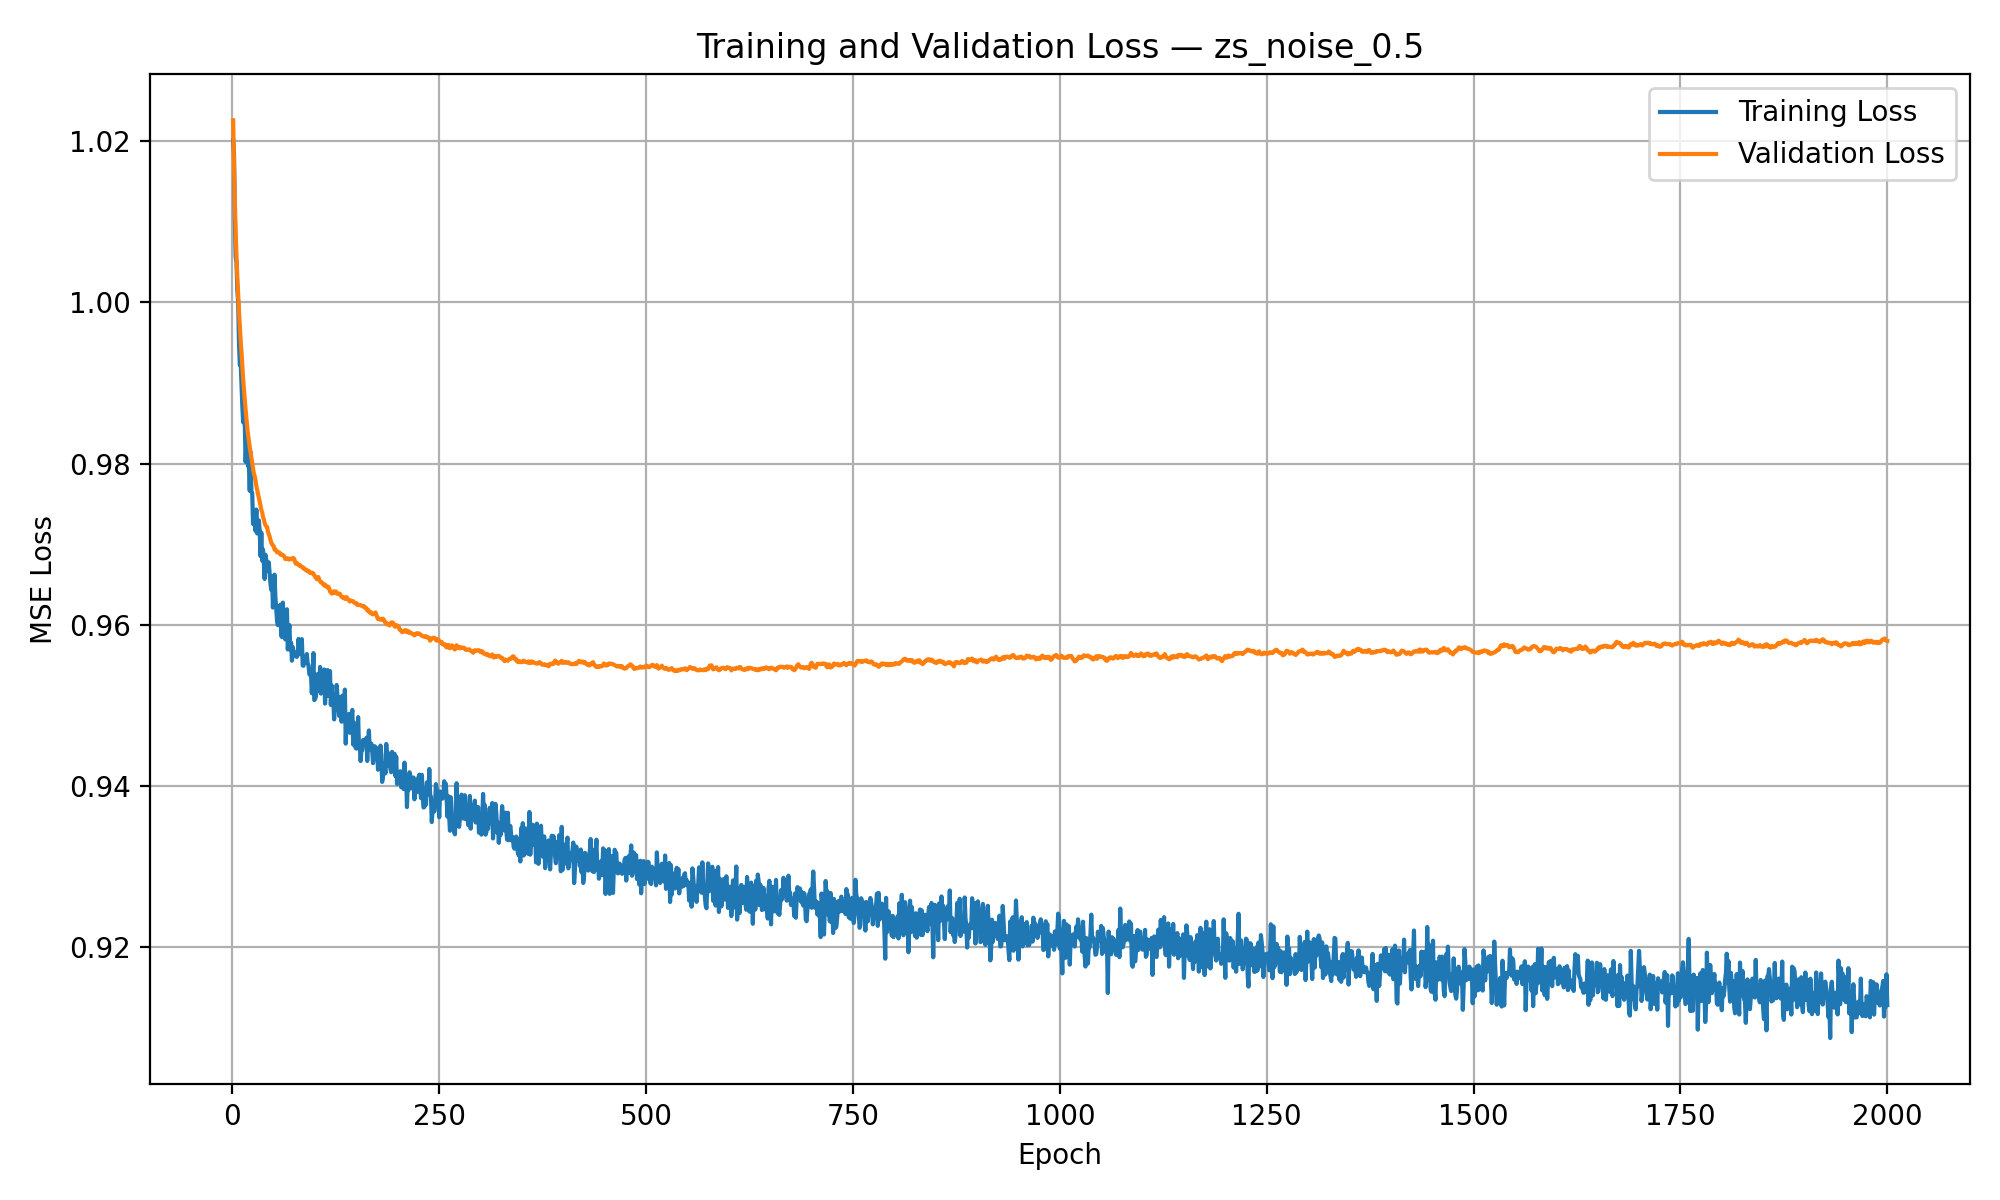 Training and Validation Loss — zs_noise_0.5
Training Loss
Validation Loss
MSE Loss
1.02
1.00
0.98
0.96
0.94
0.92
0 250 500 750 1000 1250 1500 1750 2000
Epoch